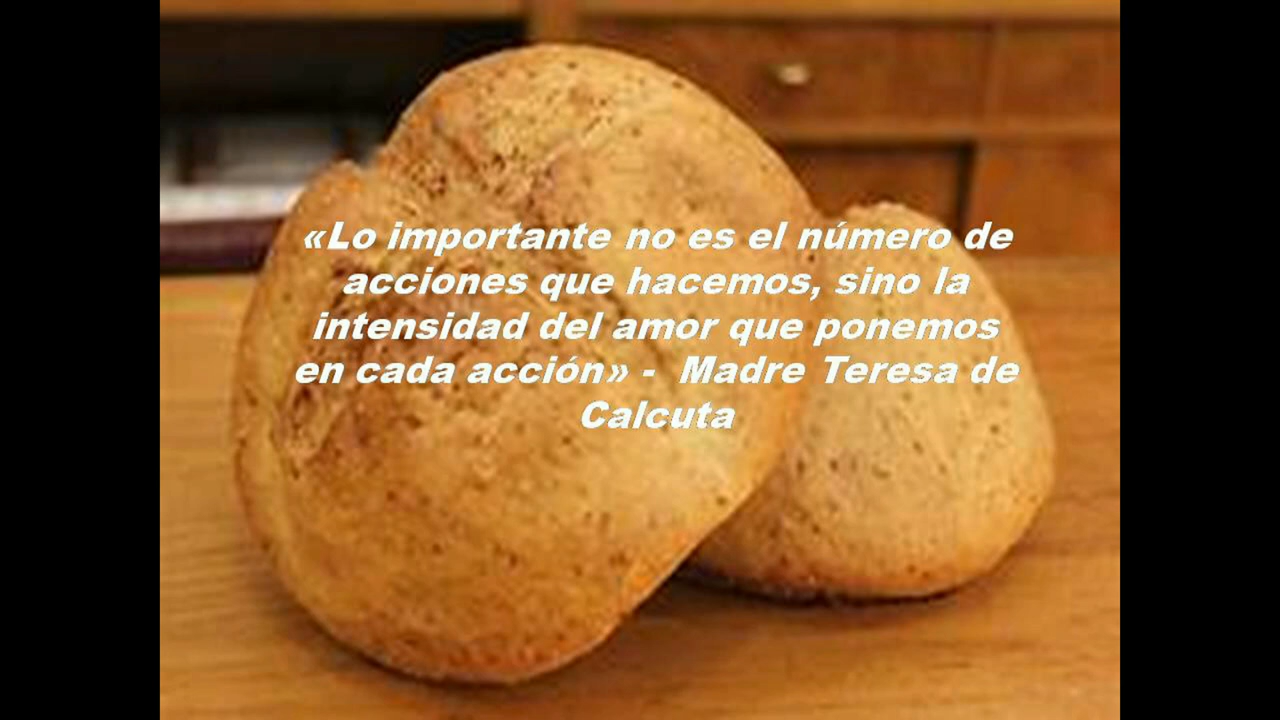 «Lo importante no es el número de
acciones que hacemos, sino la
intensidad del amor que ponemos
en cada acción» - Madre Teresa de
Calcuta